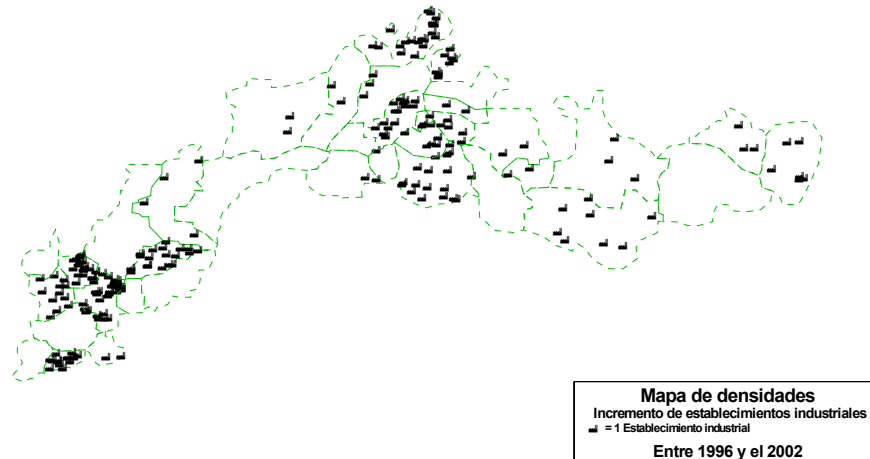 Mapa de densidades
Incremento de establecimientos industriales
= 1 Establecimiento industrial
Entre 1996 y el 2002